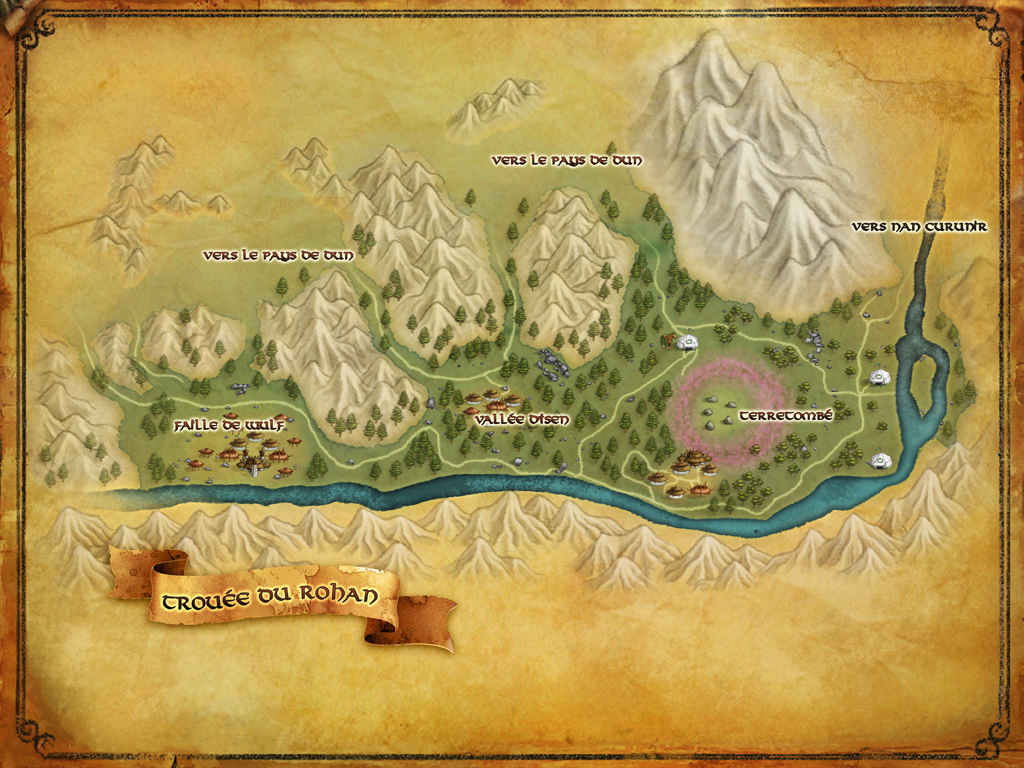 vers le pays de dun
vers nan curunir
vers le pays de dun
faille de wulf
vallée d'isen
terretombé
trouée du rohan